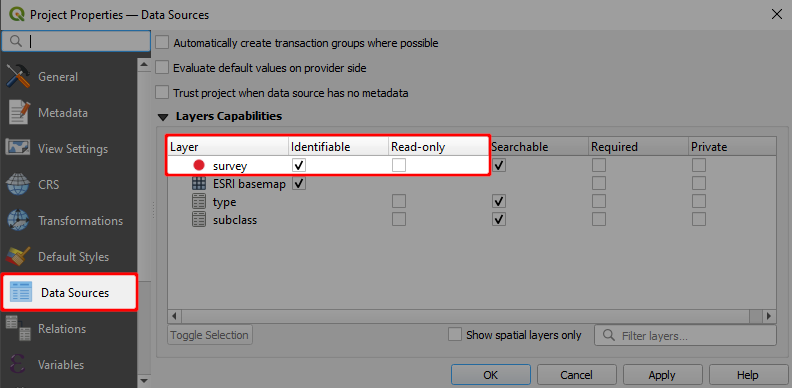 Project Properties — Data Sources
Automatically create transaction groups where possible
Evaluate default values on provider side
Trust project when data source has no metadata
General
Metadata
View Settings
CRS
Transformations
Default Styles
Data Sources
Relations
Variables
Layers Capabilities
Layer Identifiable Read-only Searchable Required Private
survey
ESRI basemap
type
subclass
Toggle Selection Show spatial layers only Filter layers...
OK Cancel Apply Help